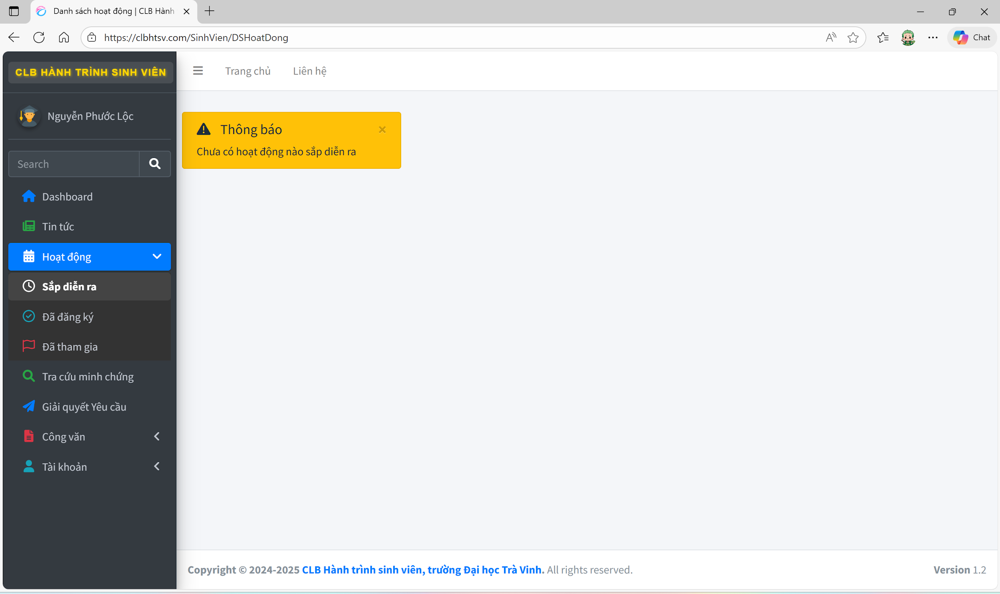 Danh sách hoạt động | CLB Hành
https://clbhtsv.com/SinhVien/DSHoatDong
Chat
CLB HÀNH TRÌNH SINH VIÊN
Trang chủ
Liên hệ
Nguyễn Phước Lộc
Search
Dashboard
Tin tức
Hoạt động
Sắp diễn ra
Đã đăng ký
Đã tham gia
Tra cứu minh chứng
Giải quyết Yêu cầu
Công văn
Tài khoản
Thông báo
Chưa có hoạt động nào sắp diễn ra
Copyright © 2024-2025 CLB Hành trình sinh viên, trường Đại học Trà Vinh. All rights reserved.
Version 1.2